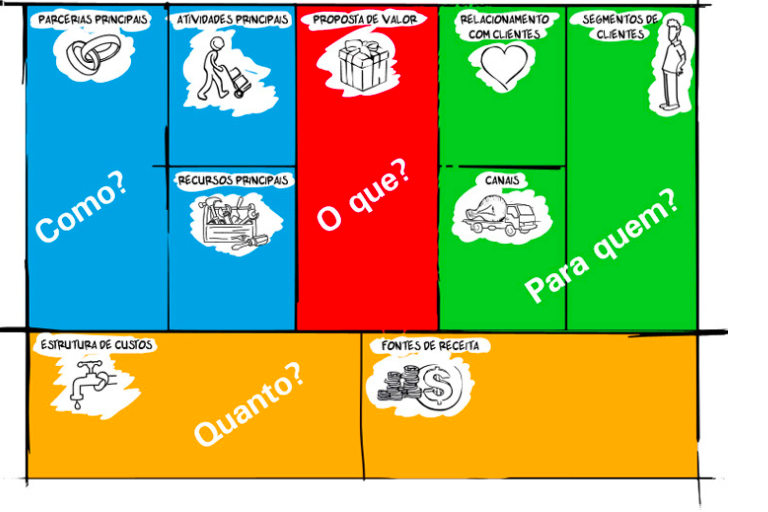 PARCERIAS PRINCIPAIS
ATIVIDADES PRINCIPAIS
PROPOSTA DE VALOR
RELACIONAMENTO
COM CLIENTES
SEGMENTOS DE
CLIENTES
Como?
RECURSOS PRINCIPAIS
O que?
CANAIS
Para quem?
ESTRUTURA DE CUSTOS
Quanto?
FONTES DE RECEITA
$